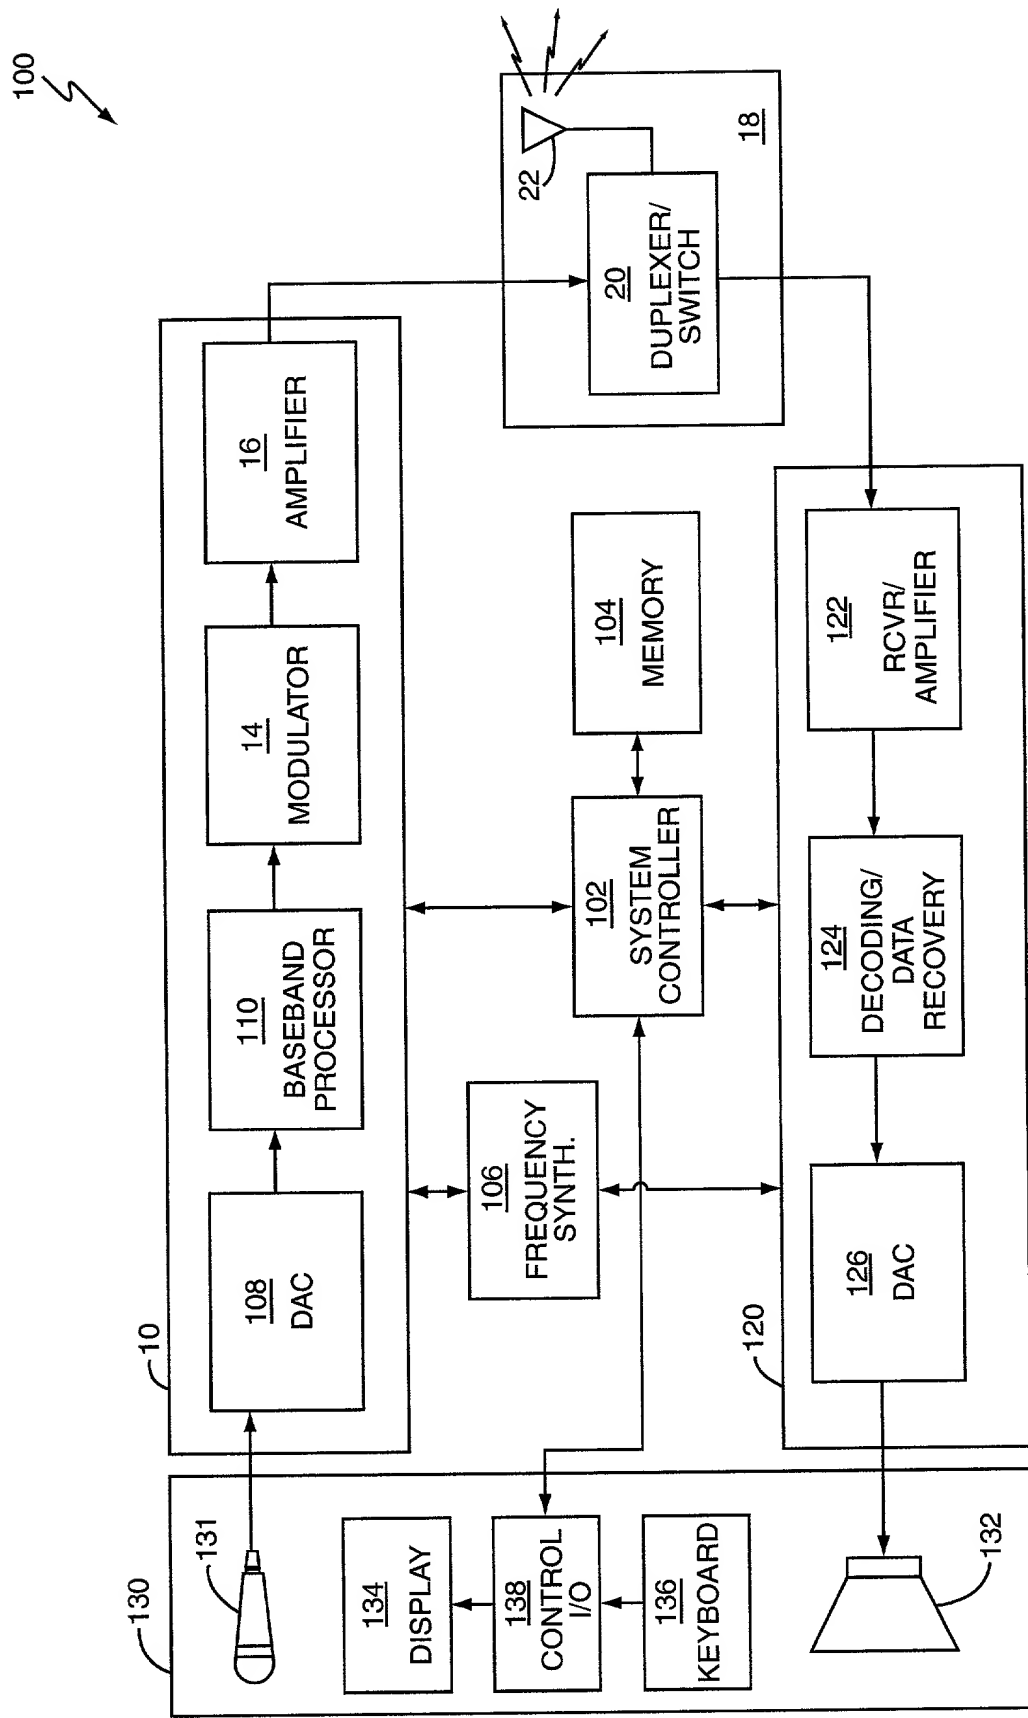 100
10
108
DAC
110
BASEBAND
PROCESSOR
14
MODULATOR
16
AMPLIFIER
22
20
DUPLEXER/
SWITCH
18
106
FREQUENCY
SYNTH.
102
SYSTEM
CONTROLLER
104
MEMORY
130
131
134
DISPLAY
138
CONTROL
I/O
136
KEYBOARD
132
120
126
DAC
124
DECODING/
DATA
RECOVERY
122
RCVR/
AMPLIFIER